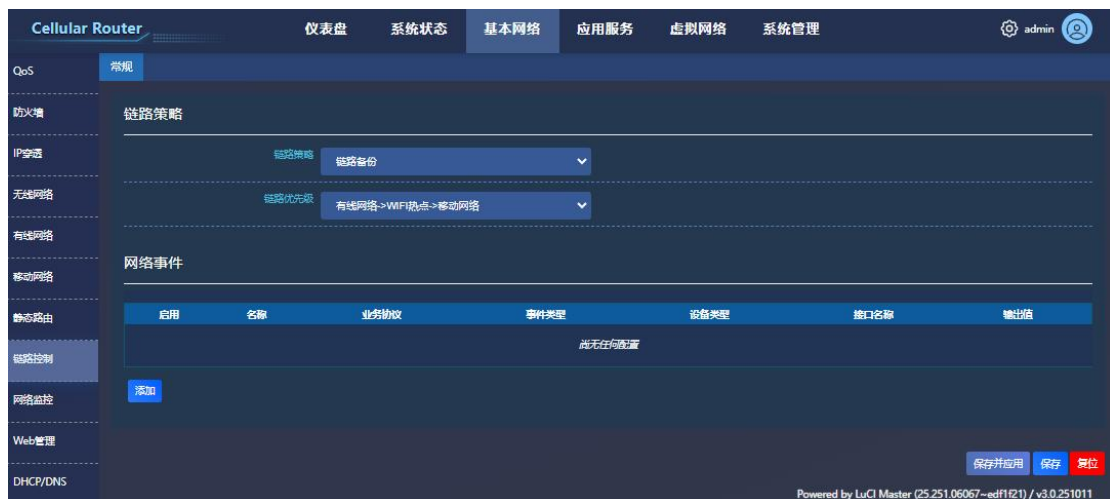 Cellular Router 仪表盘 系统状态 基本网络 应用服务 虚拟网络 系统管理 admin
QoS
常规
防火墙
链路策略
IP穿透
链路策略 链路备份
无线网络
链路优先级 有线网络->WIFI热点->移动网络
有线网络
网络事件
移动网络
静态路由
启用 名称 业务协议 事件类型 设备类型 接口名称 输出值
尚无任何配置
链路控制
添加
网络监控
Web管理
保存并应用 保存 复位
DHCP/DNS
Powered by LuCI Master (25.251.06067~edf1f21) / v3.0.251011